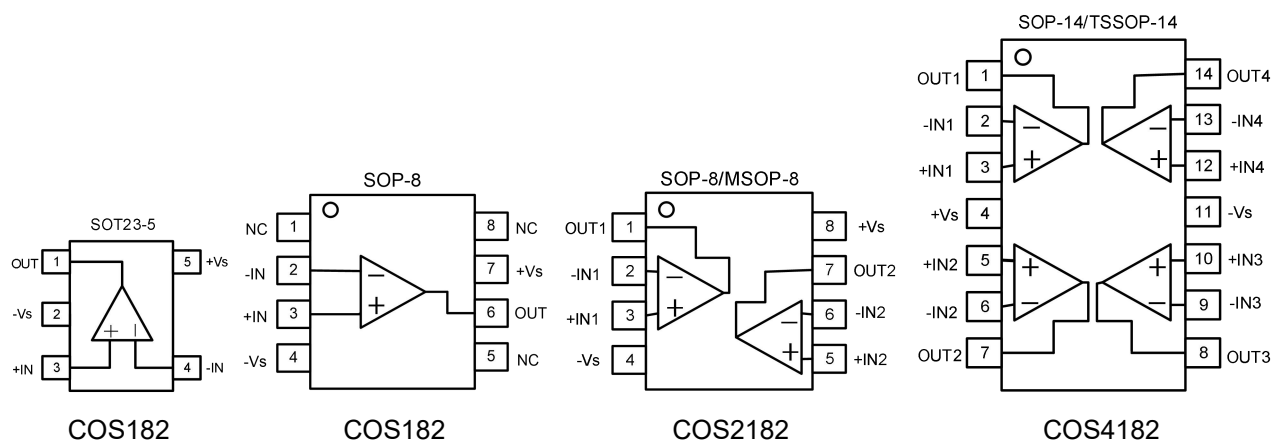 SOT23-5
OUT 1 5 +Vs
-Vs 2
+IN 3 4 -IN
+ −
COS182
SOP-8
NC 1 8 NC
-IN 2 − 7 +Vs
+IN 3 + 6 OUT
-Vs 4 5 NC
COS182
SOP-8/MSOP-8
OUT1 1 8 +Vs
-IN1 2 − 7 OUT2
+IN1 3 + − 6 -IN2
-Vs 4 + 5 +IN2
COS2182
SOP-14/TSSOP-14
OUT1 1 14 OUT4
-IN1 2 − − 13 -IN4
+IN1 3 + + 12 +IN4
+Vs 4 11 -Vs
+IN2 5 + + 10 +IN3
-IN2 6 − − 9 -IN3
OUT2 7 8 OUT3
COS4182